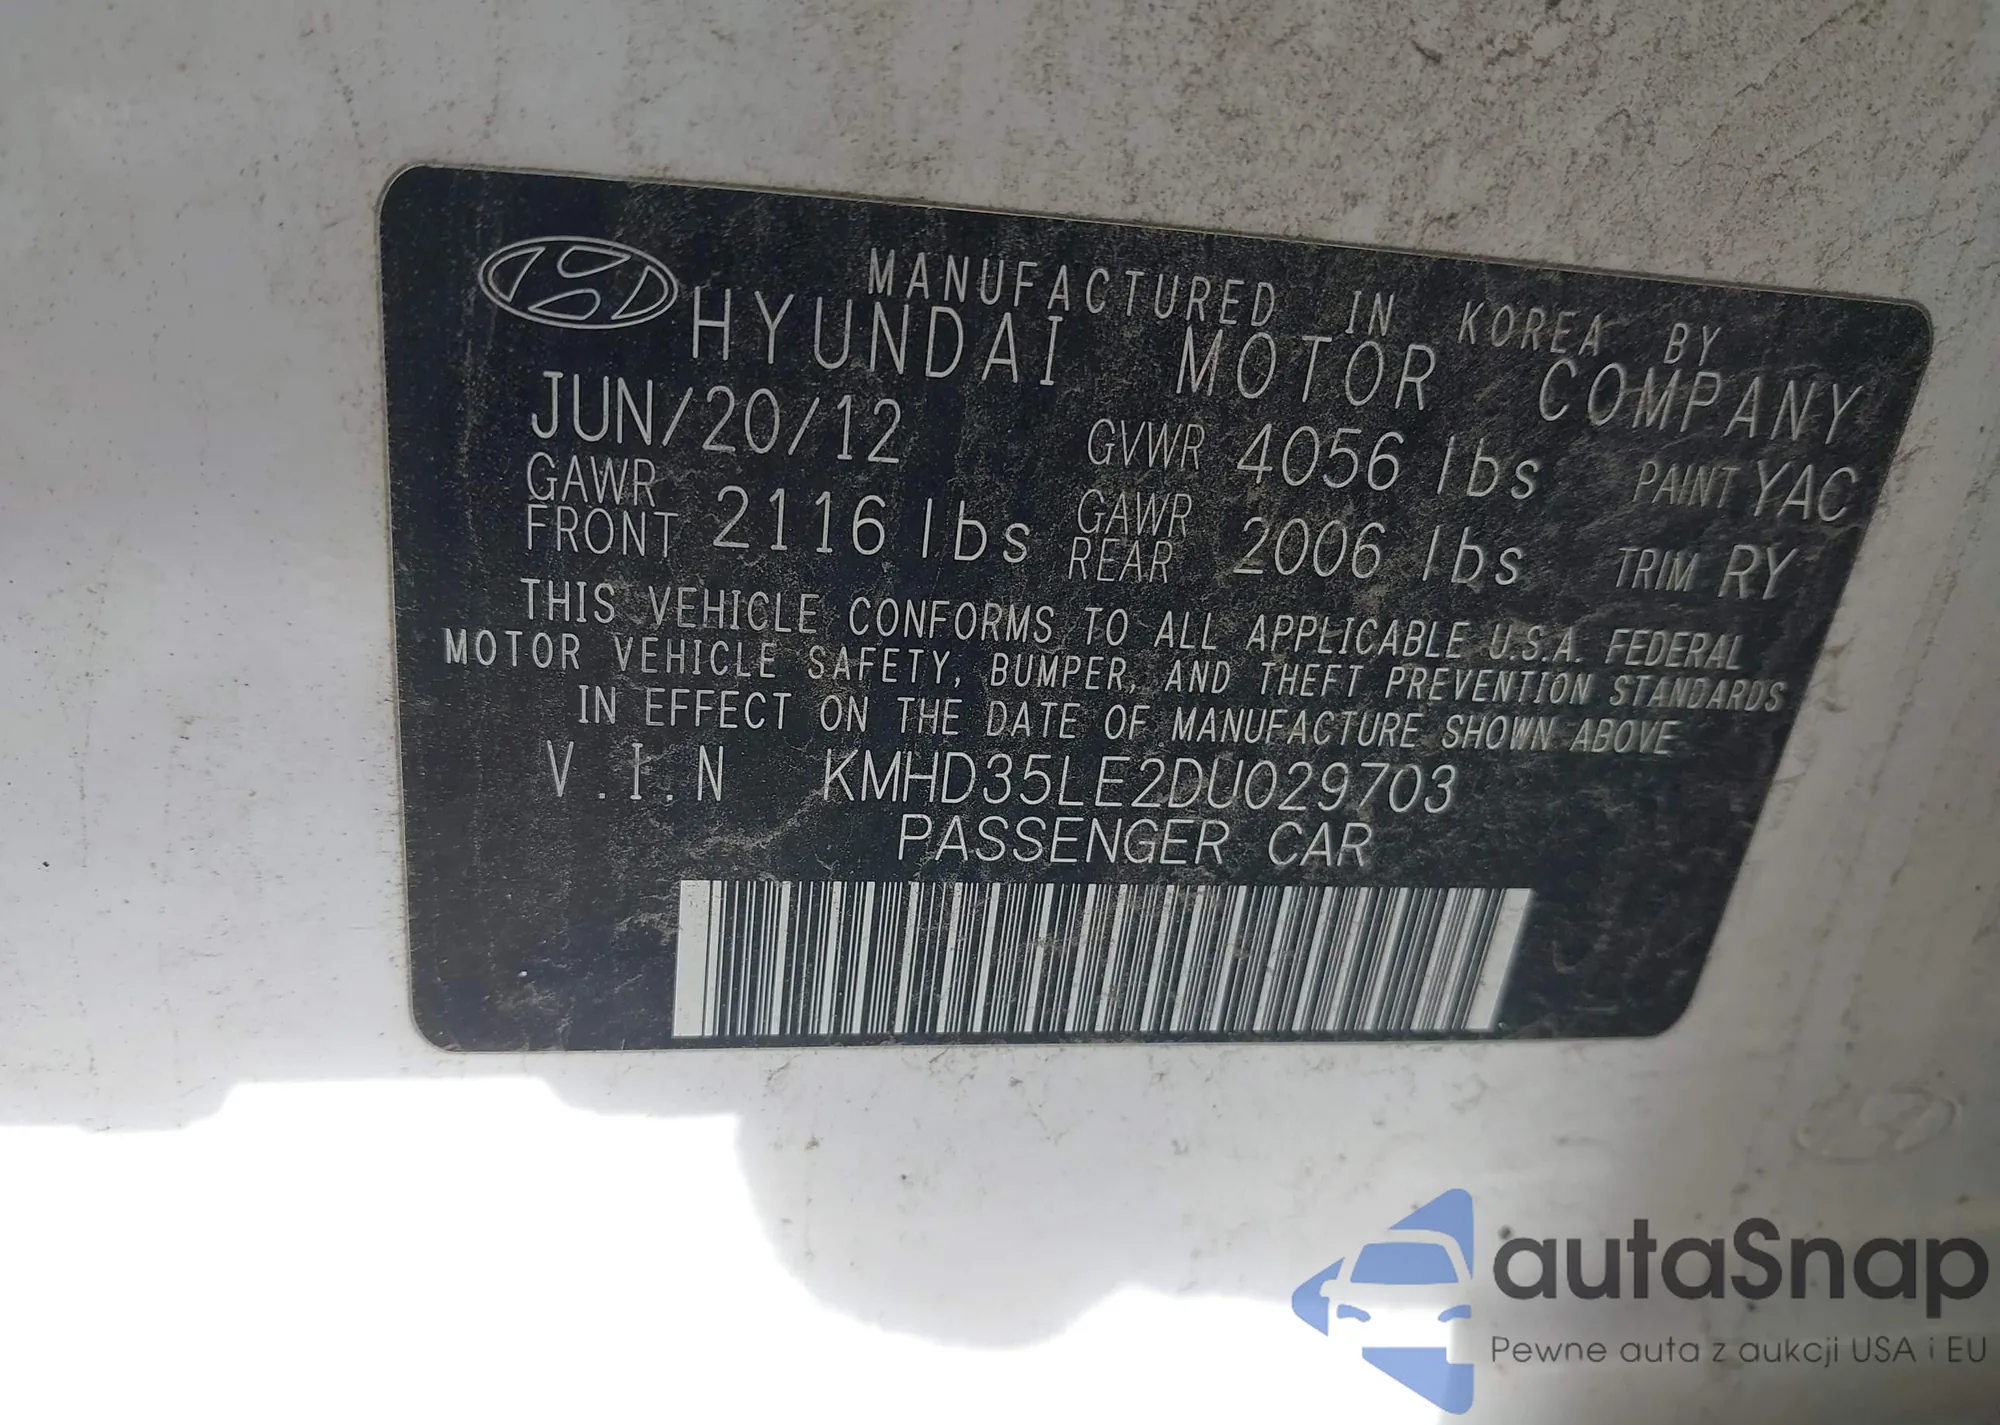 MANUFACTURED IN KOREA BY
HYUNDAI MOTOR COMPANY
JUN/20/12 GVWR 4056 lbs PAINT YAC
GAWR FRONT 2116 lbs GAWR REAR 2006 lbs TRIM RY
THIS VEHICLE CONFORMS TO ALL APPLICABLE U.S.A. FEDERAL
MOTOR VEHICLE SAFETY, BUMPER, AND THEFT PREVENTION STANDARDS
IN EFFECT ON THE DATE OF MANUFACTURE SHOWN ABOVE
V.I.N KMHD35LE2DU029703
PASSENGER CAR
autaSnap
Pewne auta z aukcji USA i EU